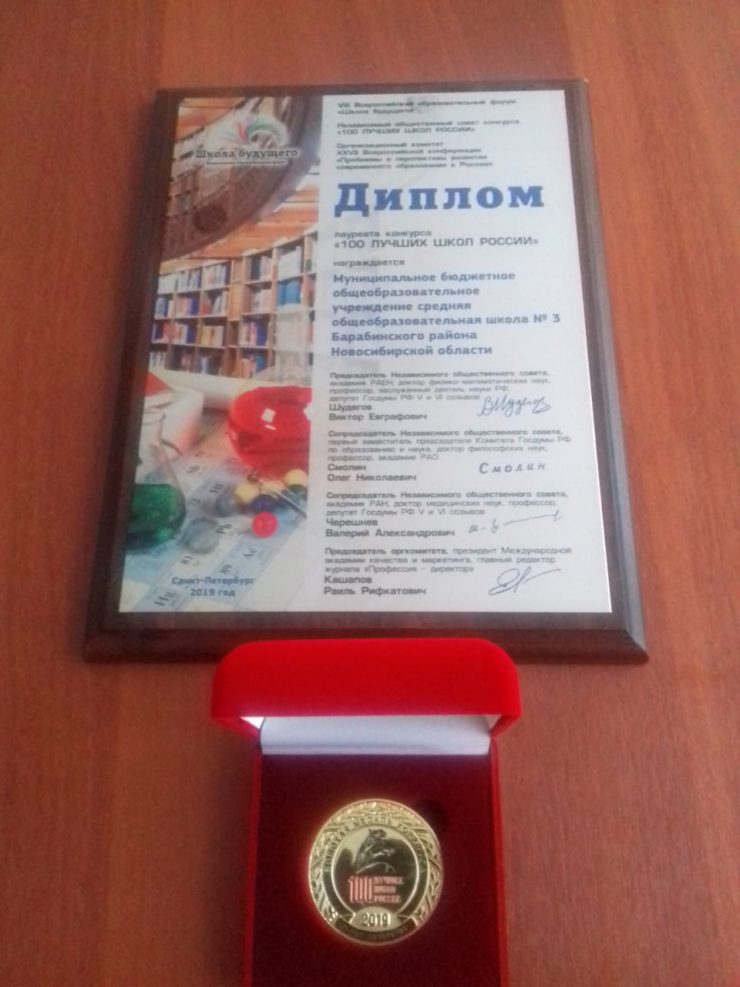 Школа будущего
VIII Всероссийский образовательный форум
«Школа будущего»
Независимый общественный совет конкурса
«100 ЛУЧШИХ ШКОЛ РОССИИ»
Организационный комитет
XXVII Всероссийской конференции
«Проблемы и перспективы развития
современного образования в России»
Диплом
лауреата конкурса
«100 ЛУЧШИХ ШКОЛ РОССИИ»
награждается
Муниципальное бюджетное
общеобразовательное
учреждение средняя
общеобразовательная школа № 3
Барабинского района
Новосибирской области
Председатель Независимого общественного совета,
академик РАЕН, доктор физико-математических наук,
профессор, заслуженный деятель науки РФ,
депутат Госдумы РФ V и VI созывов
Шудегов
Виктор Евграфович
Сопредседатель Независимого общественного совета,
первый заместитель председателя Комитета Госдумы РФ
по образованию и науке, доктор философских наук,
профессор, академик РАО
Смолин
Олег Николаевич
Смолин
Сопредседатель Независимого общественного совета,
академик РАН, доктор медицинских наук, профессор,
депутат Госдумы РФ V и VI созывов
Черешнев
Валерий Александрович
Председатель оргкомитета, президент Международной
академии качества и маркетинга, главный редактор
журнала «Профессия - директор»
Кашапов
Раиль Рифкатович
Санкт-Петербург
2019 год
100 ЛУЧШИХ
ШКОЛ
РОССИИ
2019